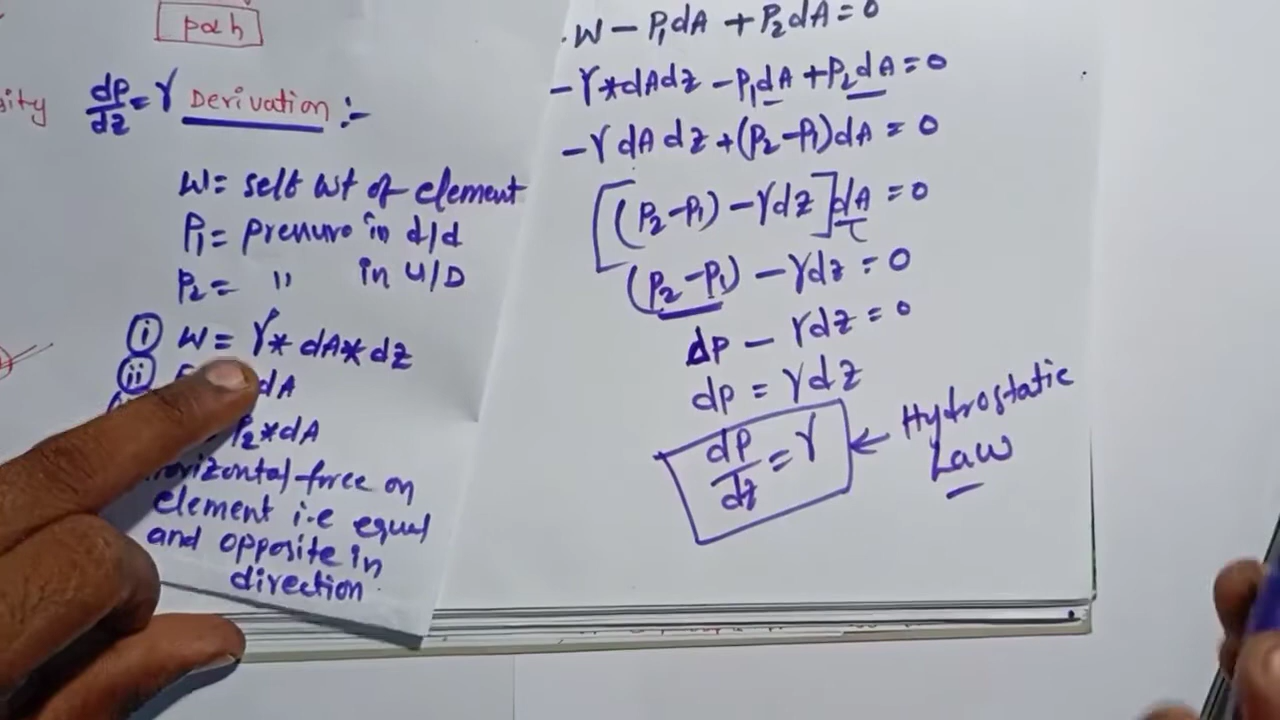 pαh
sity dP/dz = γ Derivation :-
W = self wt of element
P₁ = pressure in d/d
P₂ = " in U/D
(i) W = γ * dA * dz
(ii) dA
P₂*dA
horizontal force on
element i.e equal
and opposite in
direction.
W - P₁dA + P₂dA = 0
-γ*dAdz - P₁dA + P₂dA = 0
-γ dA dz + (P₂-P₁)dA = 0
[(P₂-P₁) - γdz]dA = 0
(P₂-P₁) - γdz = 0
dp - γdz = 0
dp = γdz
dP/dz = γ ← Hydrostatic
Law